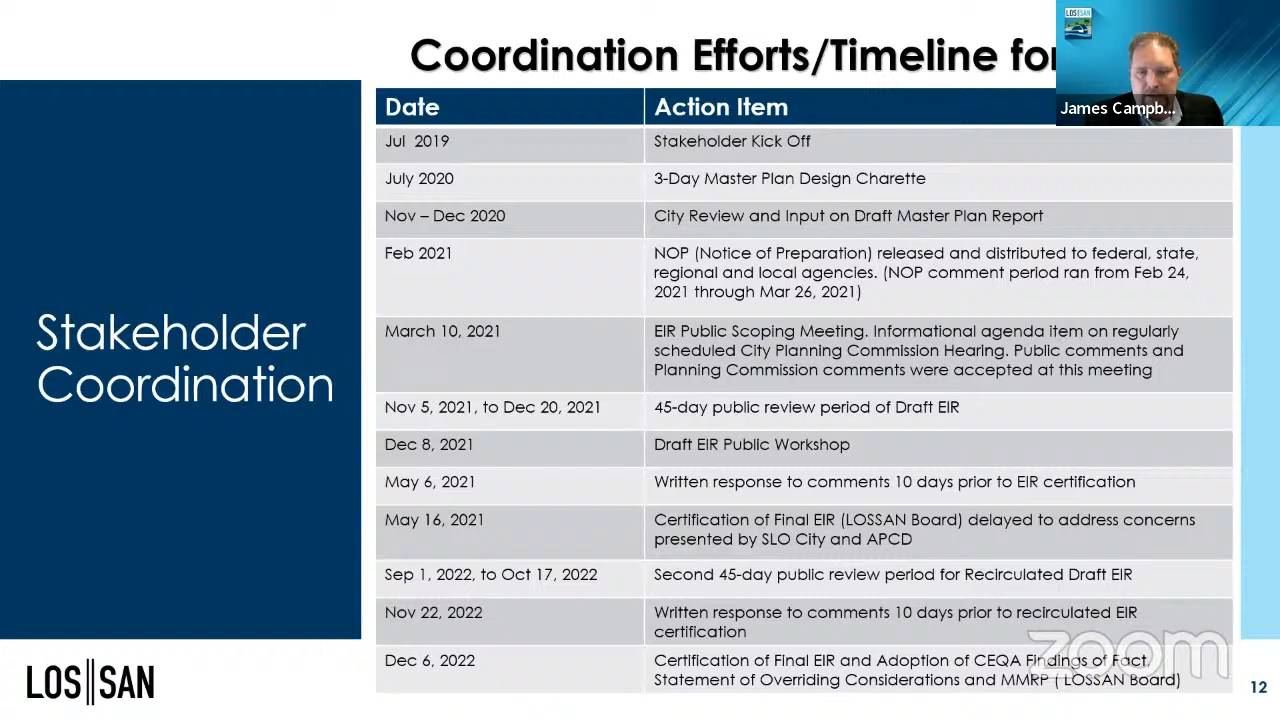 Coordination Efforts/Timeline for
LOS SAN
James Campb...
Date
Action Item
Jul 2019
Stakeholder Kick Off
July 2020
3-Day Master Plan Design Charette
Nov – Dec 2020
City Review and Input on Draft Master Plan Report
Feb 2021
NOP (Notice of Preparation) released and distributed to federal, state,
regional and local agencies. (NOP comment period ran from Feb 24,
2021 through Mar 26, 2021)
Stakeholder
Coordination
March 10, 2021
EIR Public Scoping Meeting. Informational agenda item on regularly
scheduled City Planning Commission Hearing. Public comments and
Planning Commission comments were accepted at this meeting
Nov 5, 2021, to Dec 20, 2021
45-day public review period of Draft EIR
Dec 8, 2021
Draft EIR Public Workshop
May 6, 2021
Written response to comments 10 days prior to EIR certification
May 16, 2021
Certification of Final EIR (LOSSAN Board) delayed to address concerns
presented by SLO City and APCD
Sep 1, 2022, to Oct 17, 2022
Second 45-day public review period for Recirculated Draft EIR
Nov 22, 2022
Written response to comments 10 days prior to recirculated EIR
certification
Dec 6, 2022
Certification of Final EIR and Adoption of CEQA Findings of Fact,
Statement of Overriding Considerations and MMRP ( LOSSAN Board)
zoom
LOS SAN
12